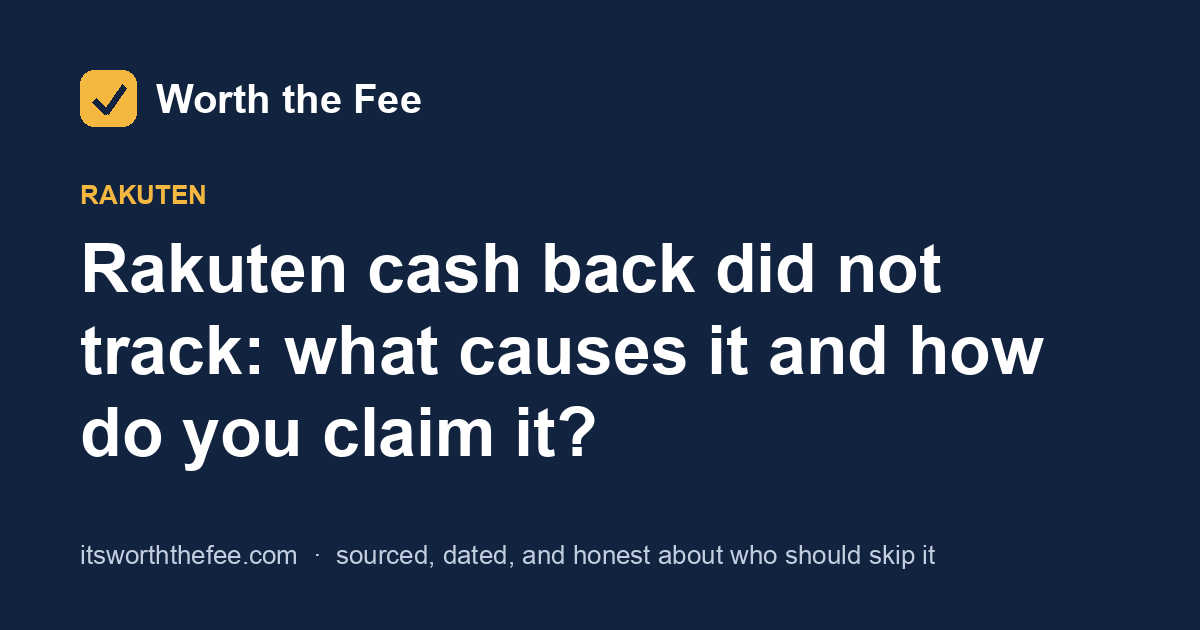 Worth the Fee
RAKUTEN
Rakuten cash back did not
track: what causes it and how
do you claim it?
itsworththefee.com · sourced, dated, and honest about who should skip it